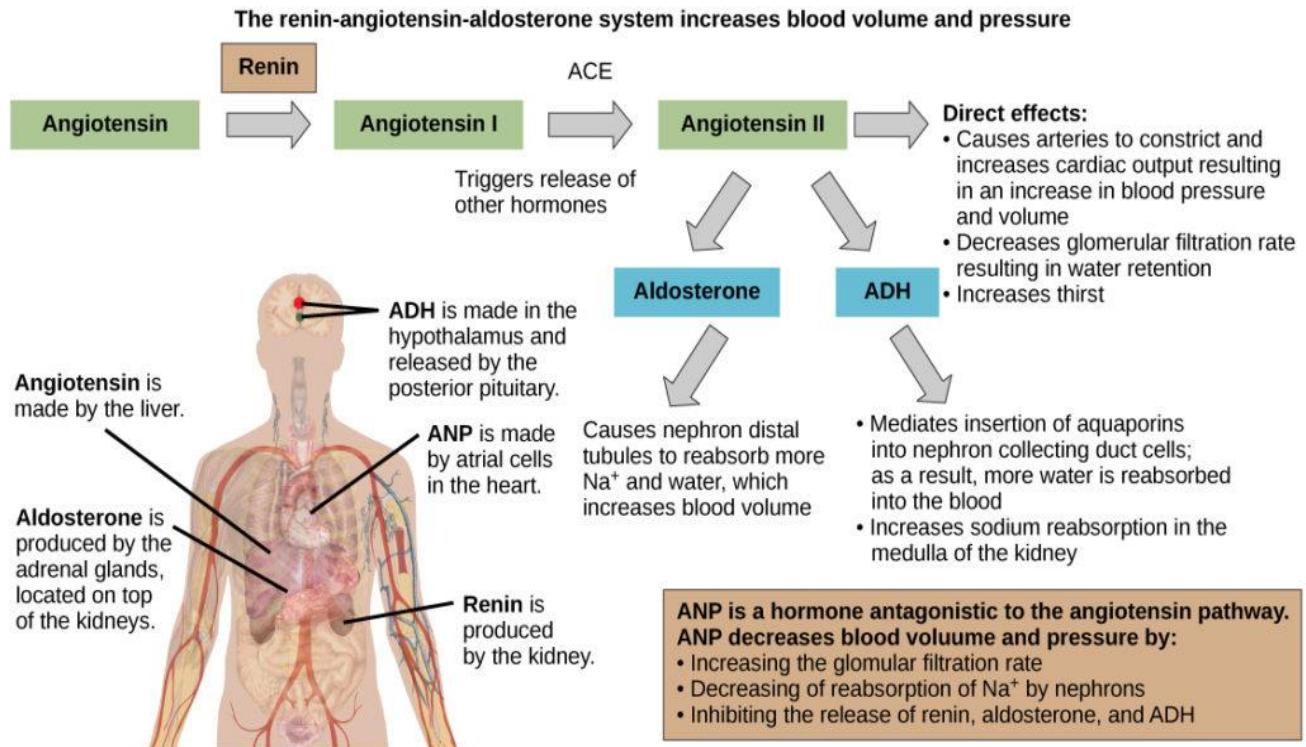 The renin-angiotensin-aldosterone system increases blood volume and pressure
Renin
ACE
Angiotensin
Angiotensin I
Angiotensin II
Direct effects:
• Causes arteries to constrict and
increases cardiac output resulting
in an increase in blood pressure
and volume
• Decreases glomerular filtration rate
resulting in water retention
• Increases thirst
Triggers release of
other hormones
Aldosterone
ADH
ADH is made in the
hypothalamus and
released by the
posterior pituitary.
Angiotensin is
made by the liver.
ANP is made
by atrial cells
in the heart.
Aldosterone is
produced by the
adrenal glands,
located on top
of the kidneys.
Renin is
produced
by the kidney.
Causes nephron distal
tubules to reabsorb more
Na⁺ and water, which
increases blood volume
• Mediates insertion of aquaporins
into nephron collecting duct cells;
as a result, more water is reabsorbed
into the blood
• Increases sodium reabsorption in the
medulla of the kidney
ANP is a hormone antagonistic to the angiotensin pathway.
ANP decreases blood voluume and pressure by:
• Increasing the glomular filtration rate
• Decreasing of reabsorption of Na⁺ by nephrons
• Inhibiting the release of renin, aldosterone, and ADH